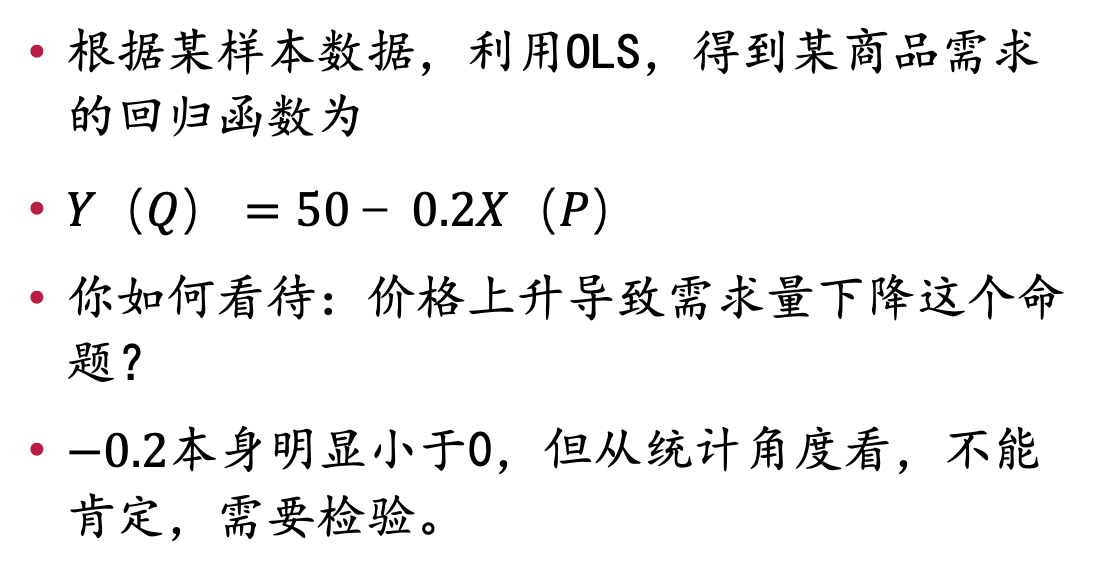 • 根据某样本数据，利用OLS，得到某商品需求
的回归函数为
• Y（Q） = 50 − 0.2X（P）
• 你如何看待：价格上升导致需求量下降这个命
题？
• −0.2本身明显小于0，但从统计角度看，不能
肯定，需要检验。